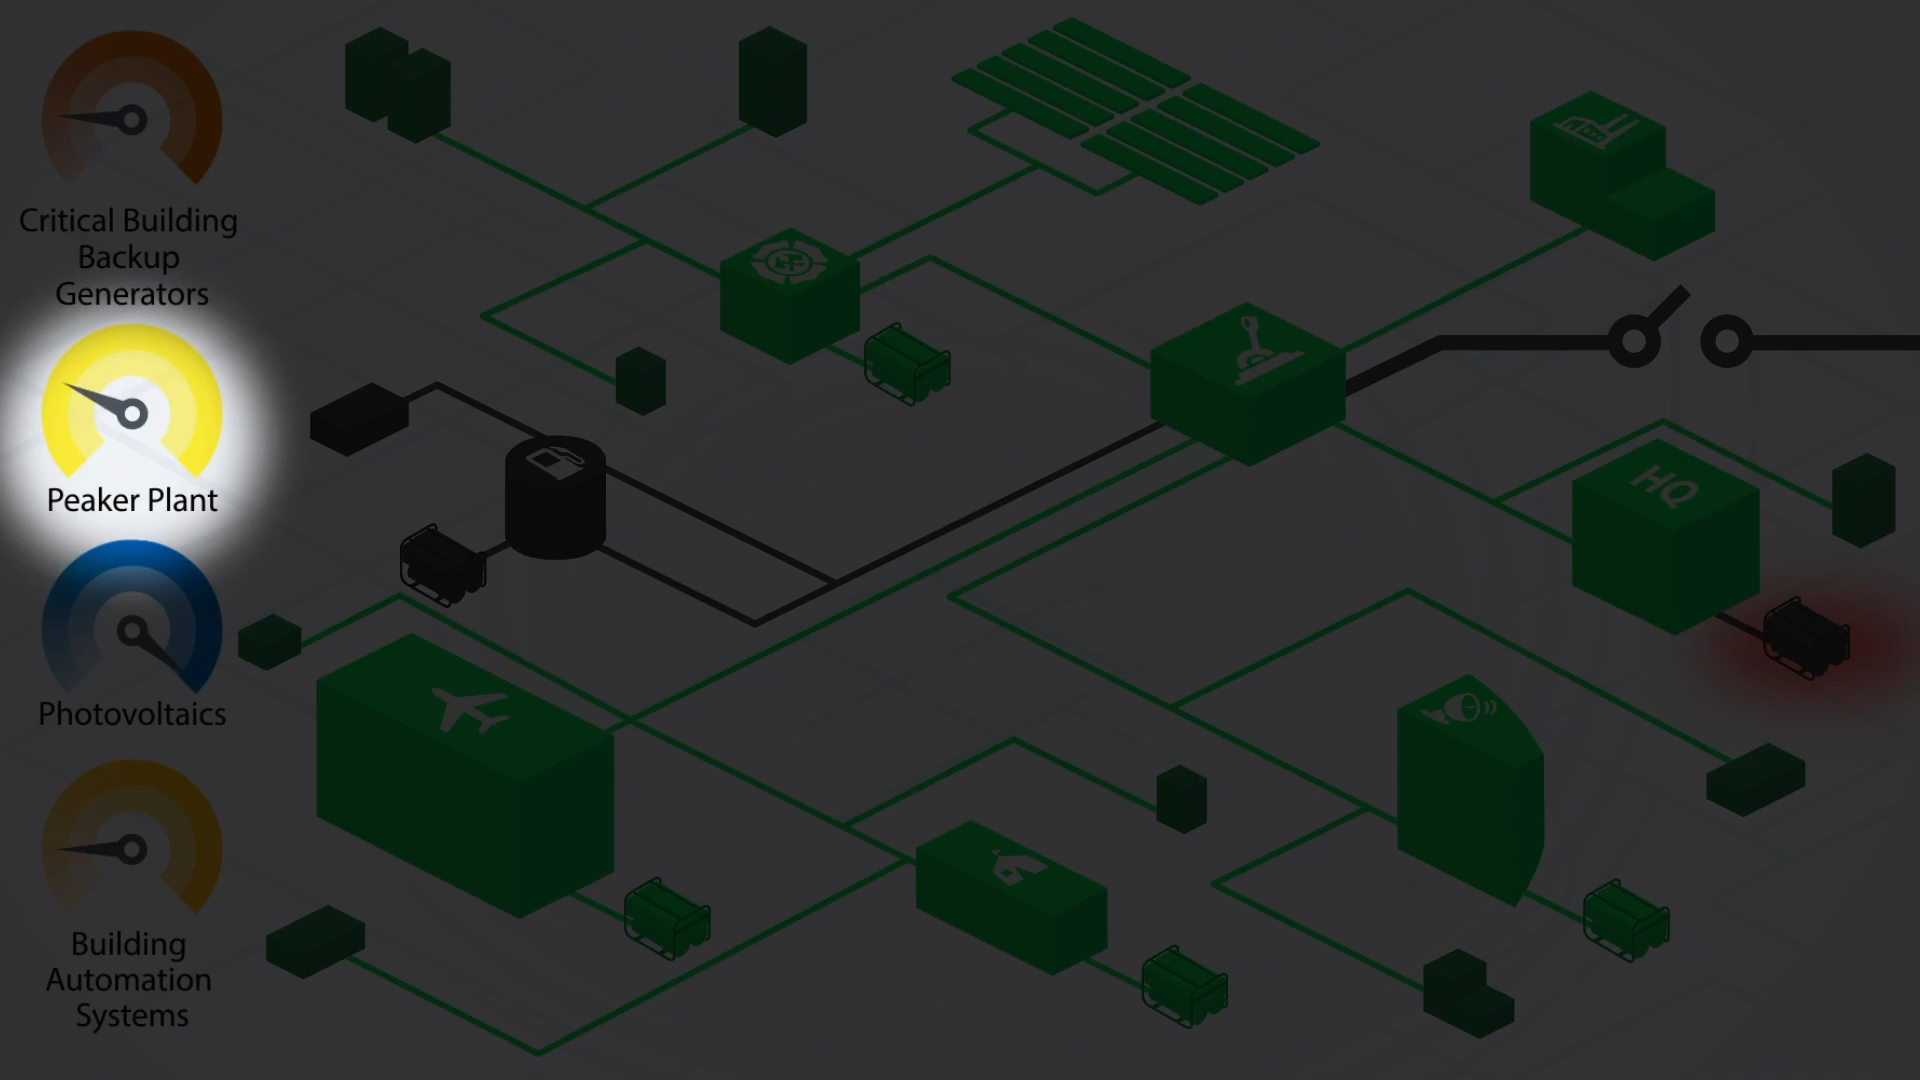 Critical Building
Backup
Generators
Peaker Plant
Photovoltaics
Building
Automation
Systems
HQ